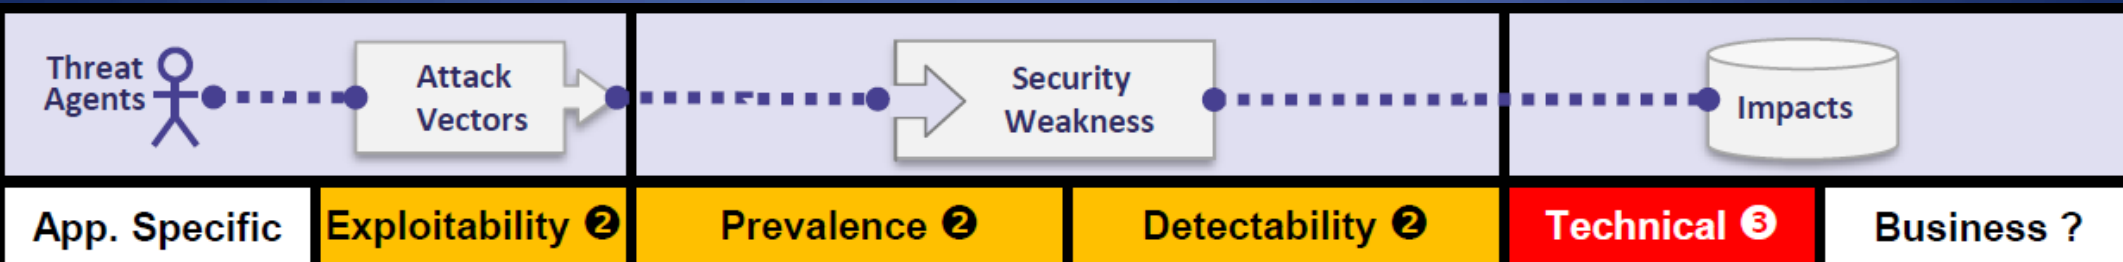 Threat
Agents
Attack
Vectors
Security
Weakness
Impacts
App. Specific
Exploitability ❷
Prevalence ❷
Detectability ❷
Technical ❸
Business ?